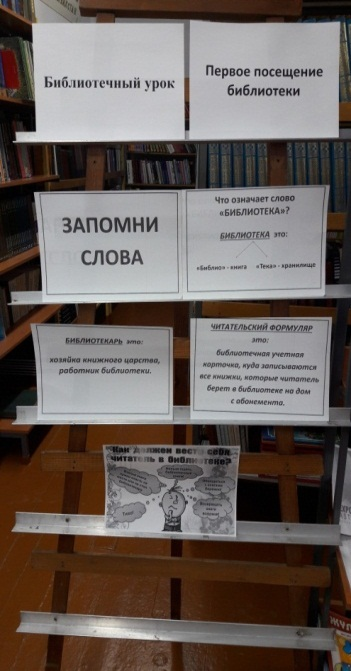 Библиотечный урок
Первое посещение
библиотеки
ЗАПОМНИ
СЛОВА
Что означает слово
«БИБЛИОТЕКА»?
БИБЛИОТЕКА это:
«Библио» - книга «Тека» - хранилище
БИБЛИОТЕКАРЬ это:
хозяйка книжного царства,
работник библиотеки.
ЧИТАТЕЛЬСКИЙ ФОРМУЛЯР
это:
библиотечная учетная
карточка, куда записываются
все книжки, которые читатель
берет в библиотеке на дом
с абонемента.
Как должен вести себя
читатель в библиотеке?